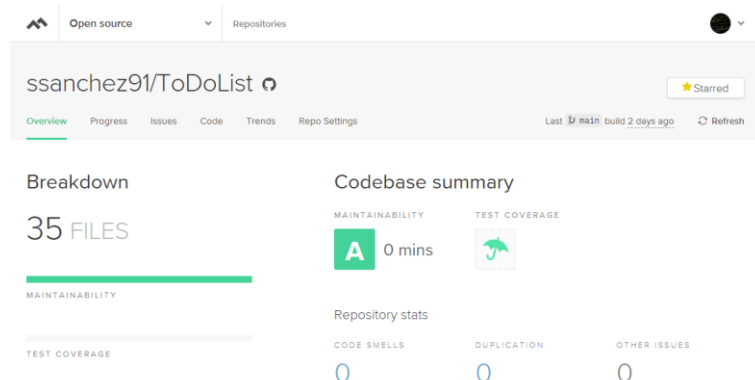 Open source
Repositories
ssanchez91/ToDoList
Starred
Overview Progress Issues Code Trends Repo Settings
Last main build 2 days ago Refresh
Breakdown
Codebase summary
35 FILES
MAINTAINABILITY TEST COVERAGE
A 0 mins
MAINTAINABILITY
Repository stats
TEST COVERAGE
CODE SMELLS DUPLICATION OTHER ISSUES
0 0 0